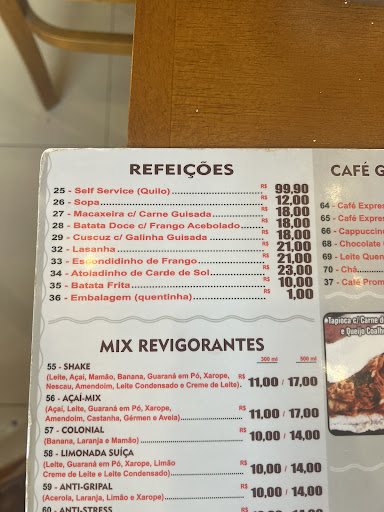 REFEIÇÕES
25 - Self Service (Quilo) R$ 99,90
26 - Sopa 12,00
27 - Macaxeira c/ Carne Guisada R$ 18,00
28 - Batata Doce c/ Frango Acebolado R$ 18,00
29 - Cuscuz c/ Galinha Guisada R$ 18,00
32 - Lasanha R$ 21,00
33 - Escondidinho de Frango R$ 21,00
34 - Atoladinho de Carde de Sol R$ 23,00
35 - Batata Frita R$ 10,00
36 - Embalagem (quentinha) R$ 1,00
MIX REVIGORANTES
300 ml 500 ml
55 - SHAKE
(Leite, Açai, Mamão, Banana, Guaraná em Pó, Xarope,
Nescau, Amendoim, Leite Condensado e Creme de Leite). R$ 11,00 / 17,00
56 - AÇAÍ-MIX
(Açaí, Leite, Guaraná em Pó, Xarope,
Amendoim, Castanha, Gérmen e Aveia) R$ 11,00 / 17,00
57 - COLONIAL
(Banana, Laranja e Mamão) R$ 10,00 / 14,00
58 - LIMONADA SUÍÇA
(Leite, Guaraná em Pó, Xarope, Limão
Creme de Leite e Leite Condensado) R$ 10,00 / 14,00
59 - ANTI-GRIPAL
(Acerola, Laranja, Limão e Xarope) R$ 10,00 / 14,00
60 - ANTI-STRESS
CAFÉ G
64 - Café Expre
65 - Café Expre
66 - Cappuccin
68 - Chocolate
69 - Leite Quen
70 - Chá
37 - Café Prom
Tapioca c/ Carne d
e Queijo Coalh